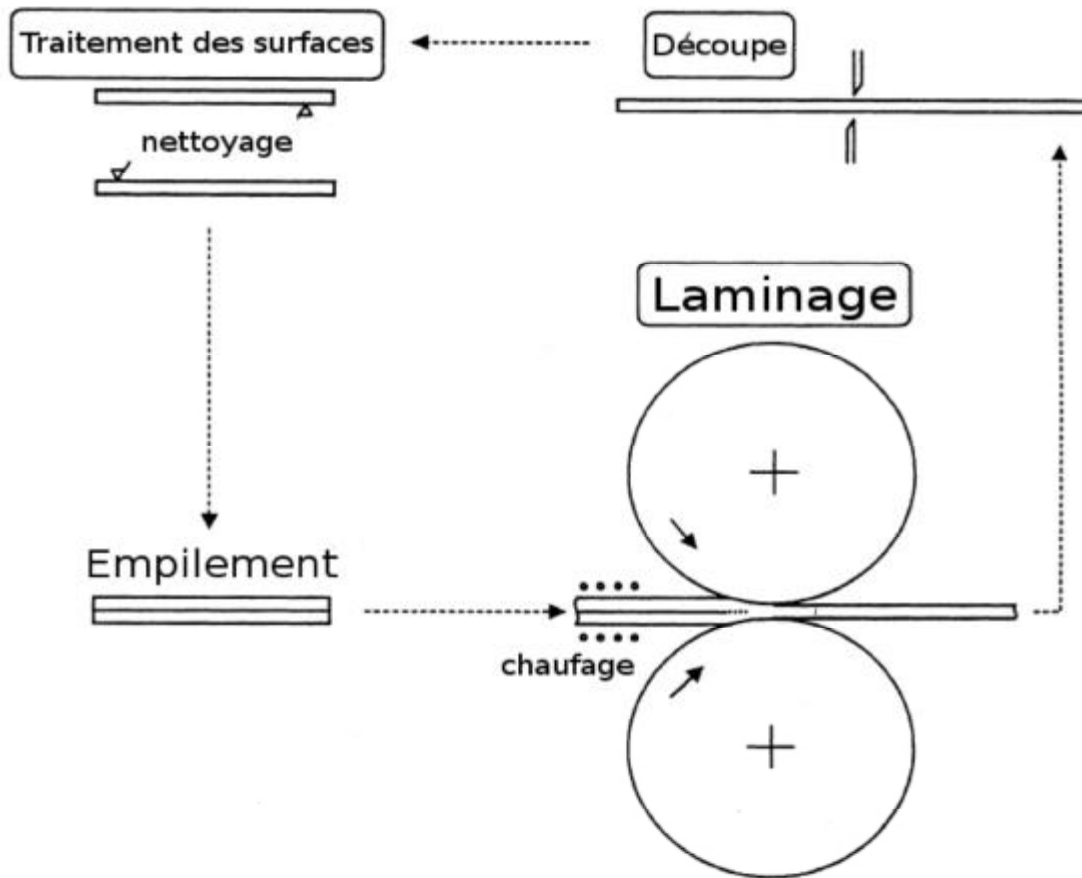 Traitement des surfaces
Découpe
nettoyage
Laminage
Empilement
chaufage